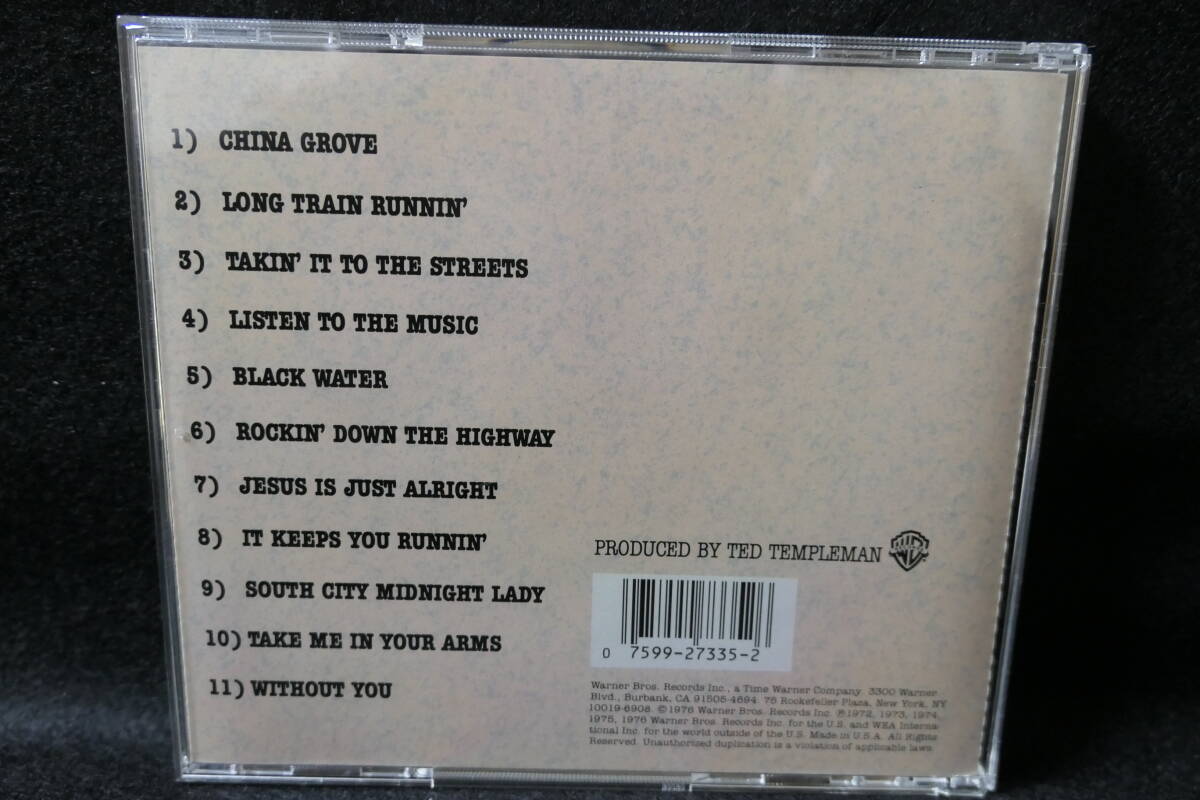 1) CHINA GROVE
2) LONG TRAIN RUNNIN'
3) TAKIN' IT TO THE STREETS
4) LISTEN TO THE MUSIC
5) BLACK WATER
6) ROCKIN' DOWN THE HIGHWAY
7) JESUS IS JUST ALRIGHT
8) IT KEEPS YOU RUNNIN'
9) SOUTH CITY MIDNIGHT LADY
10) TAKE ME IN YOUR ARMS
11) WITHOUT YOU
PRODUCED BY TED TEMPLEMAN
0 7599-27335-2
Warner Bros. Records Inc., a Time Warner Company. 3300 Warner
Blvd., Burbank, CA 91505-4694. 75 Rockefeller Plaza, New York, NY
10019-6908. ©1976 Warner Bros. Records Inc. ℗1972, 1973, 1974,
1975, 1976 Warner Bros. Records Inc. for the U.S. and WEA Interna-
tional Inc. for the world outside of the U.S. Made in U.S.A. All Rights
Reserved. Unauthorized duplication is a violation of applicable laws.